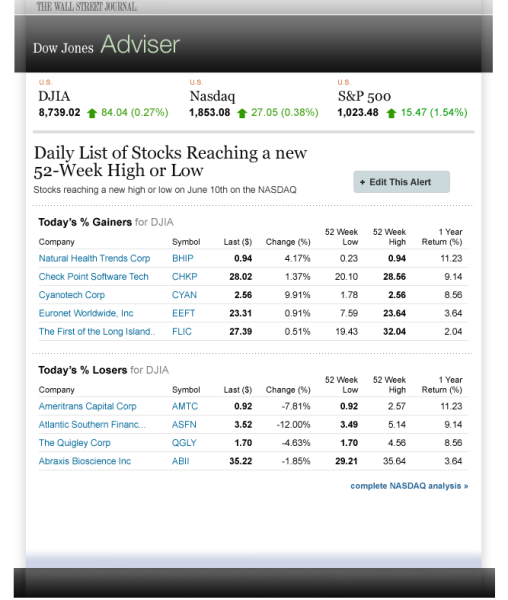 THE WALL STREET JOURNAL
Dow Jones Adviser
U.S. U.S. U.S.
DJIA Nasdaq S&P 500
8,739.02 84.04 (0.27%) 1,853.08 27.05 (0.38%) 1,023.48 15.47 (1.54%)
Daily List of Stocks Reaching a new
52-Week High or Low
Stocks reaching a new high or low on June 10th on the NASDAQ
+ Edit This Alert
Today's % Gainers for DJIA
Company Symbol Last ($) Change (%) 52 Week Low 52 Week High 1 Year Return (%)
Natural Health Trends Corp BHIP 0.94 4.17% 0.23 0.94 11.23
Check Point Software Tech CHKP 28.02 1.37% 20.10 28.56 9.14
Cyanotech Corp CYAN 2.56 9.91% 1.78 2.56 8.56
Euronet Worldwide, Inc EEFT 23.31 0.91% 7.59 23.64 3.64
The First of the Long Island.. FLIC 27.39 0.51% 19.43 32.04 2.04
Today's % Losers for DJIA
Company Symbol Last ($) Change (%) 52 Week Low 52 Week High 1 Year Return (%)
Ameritrans Capital Corp AMTC 0.92 -7.81% 0.92 2.57 11.23
Atlantic Southern Financ... ASFN 3.52 -12.00% 3.49 5.14 9.14
The Quigley Corp QGLY 1.70 -4.63% 1.70 4.56 8.56
Abraxis Bioscience Inc ABII 35.22 -1.85% 29.21 35.64 3.64
complete NASDAQ analysis »